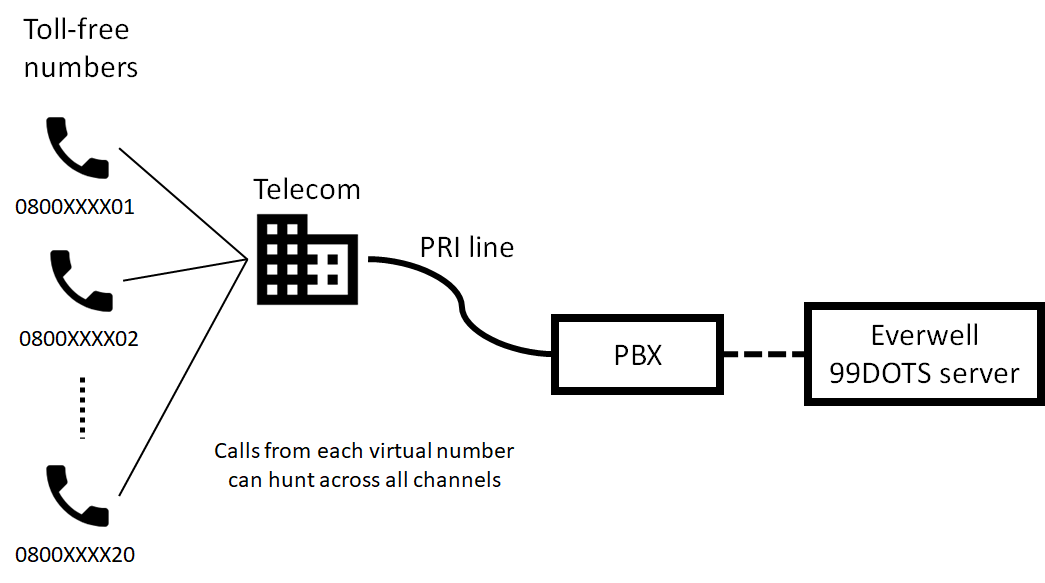 Toll-free
numbers
0800XXXX01
0800XXXX02
0800XXXX20
Telecom
PRI line
PBX
Everwell
99DOTS server
Calls from each virtual number
can hunt across all channels